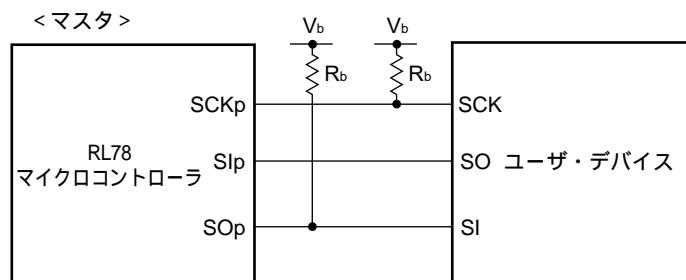 <マスタ>
Vb Vb
Rb Rb
SCKp SCK
RL78
マイクロコントローラ
SIp SO ユーザ・デバイス
SOp SI